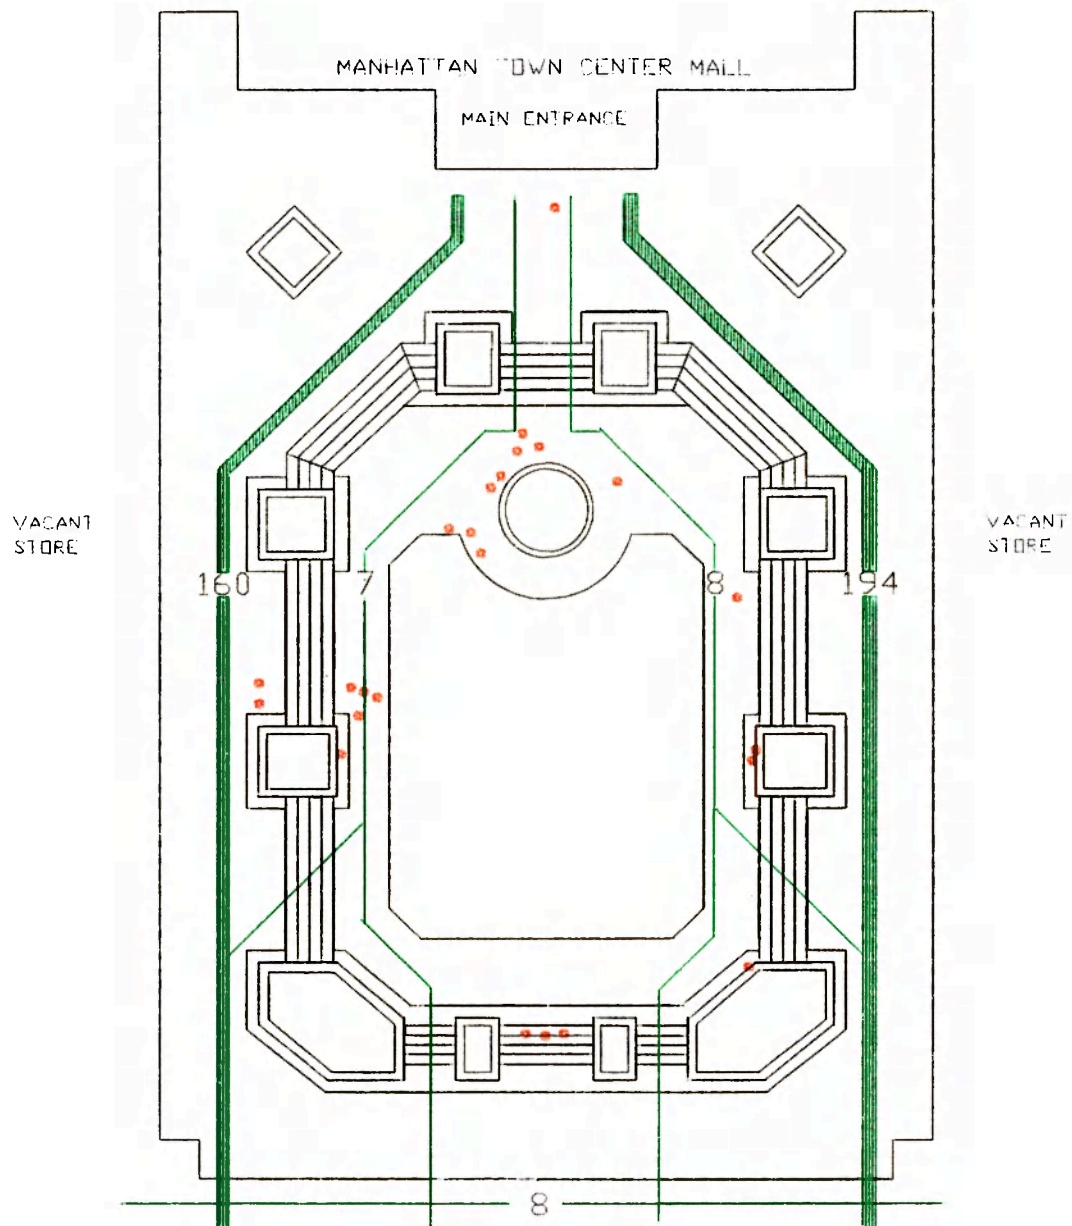 MANHATTAN TOWN CENTER MALL
MAIN ENTRANCE
VACANT
STORE
VACANT
STORE
160
7
8
194
8